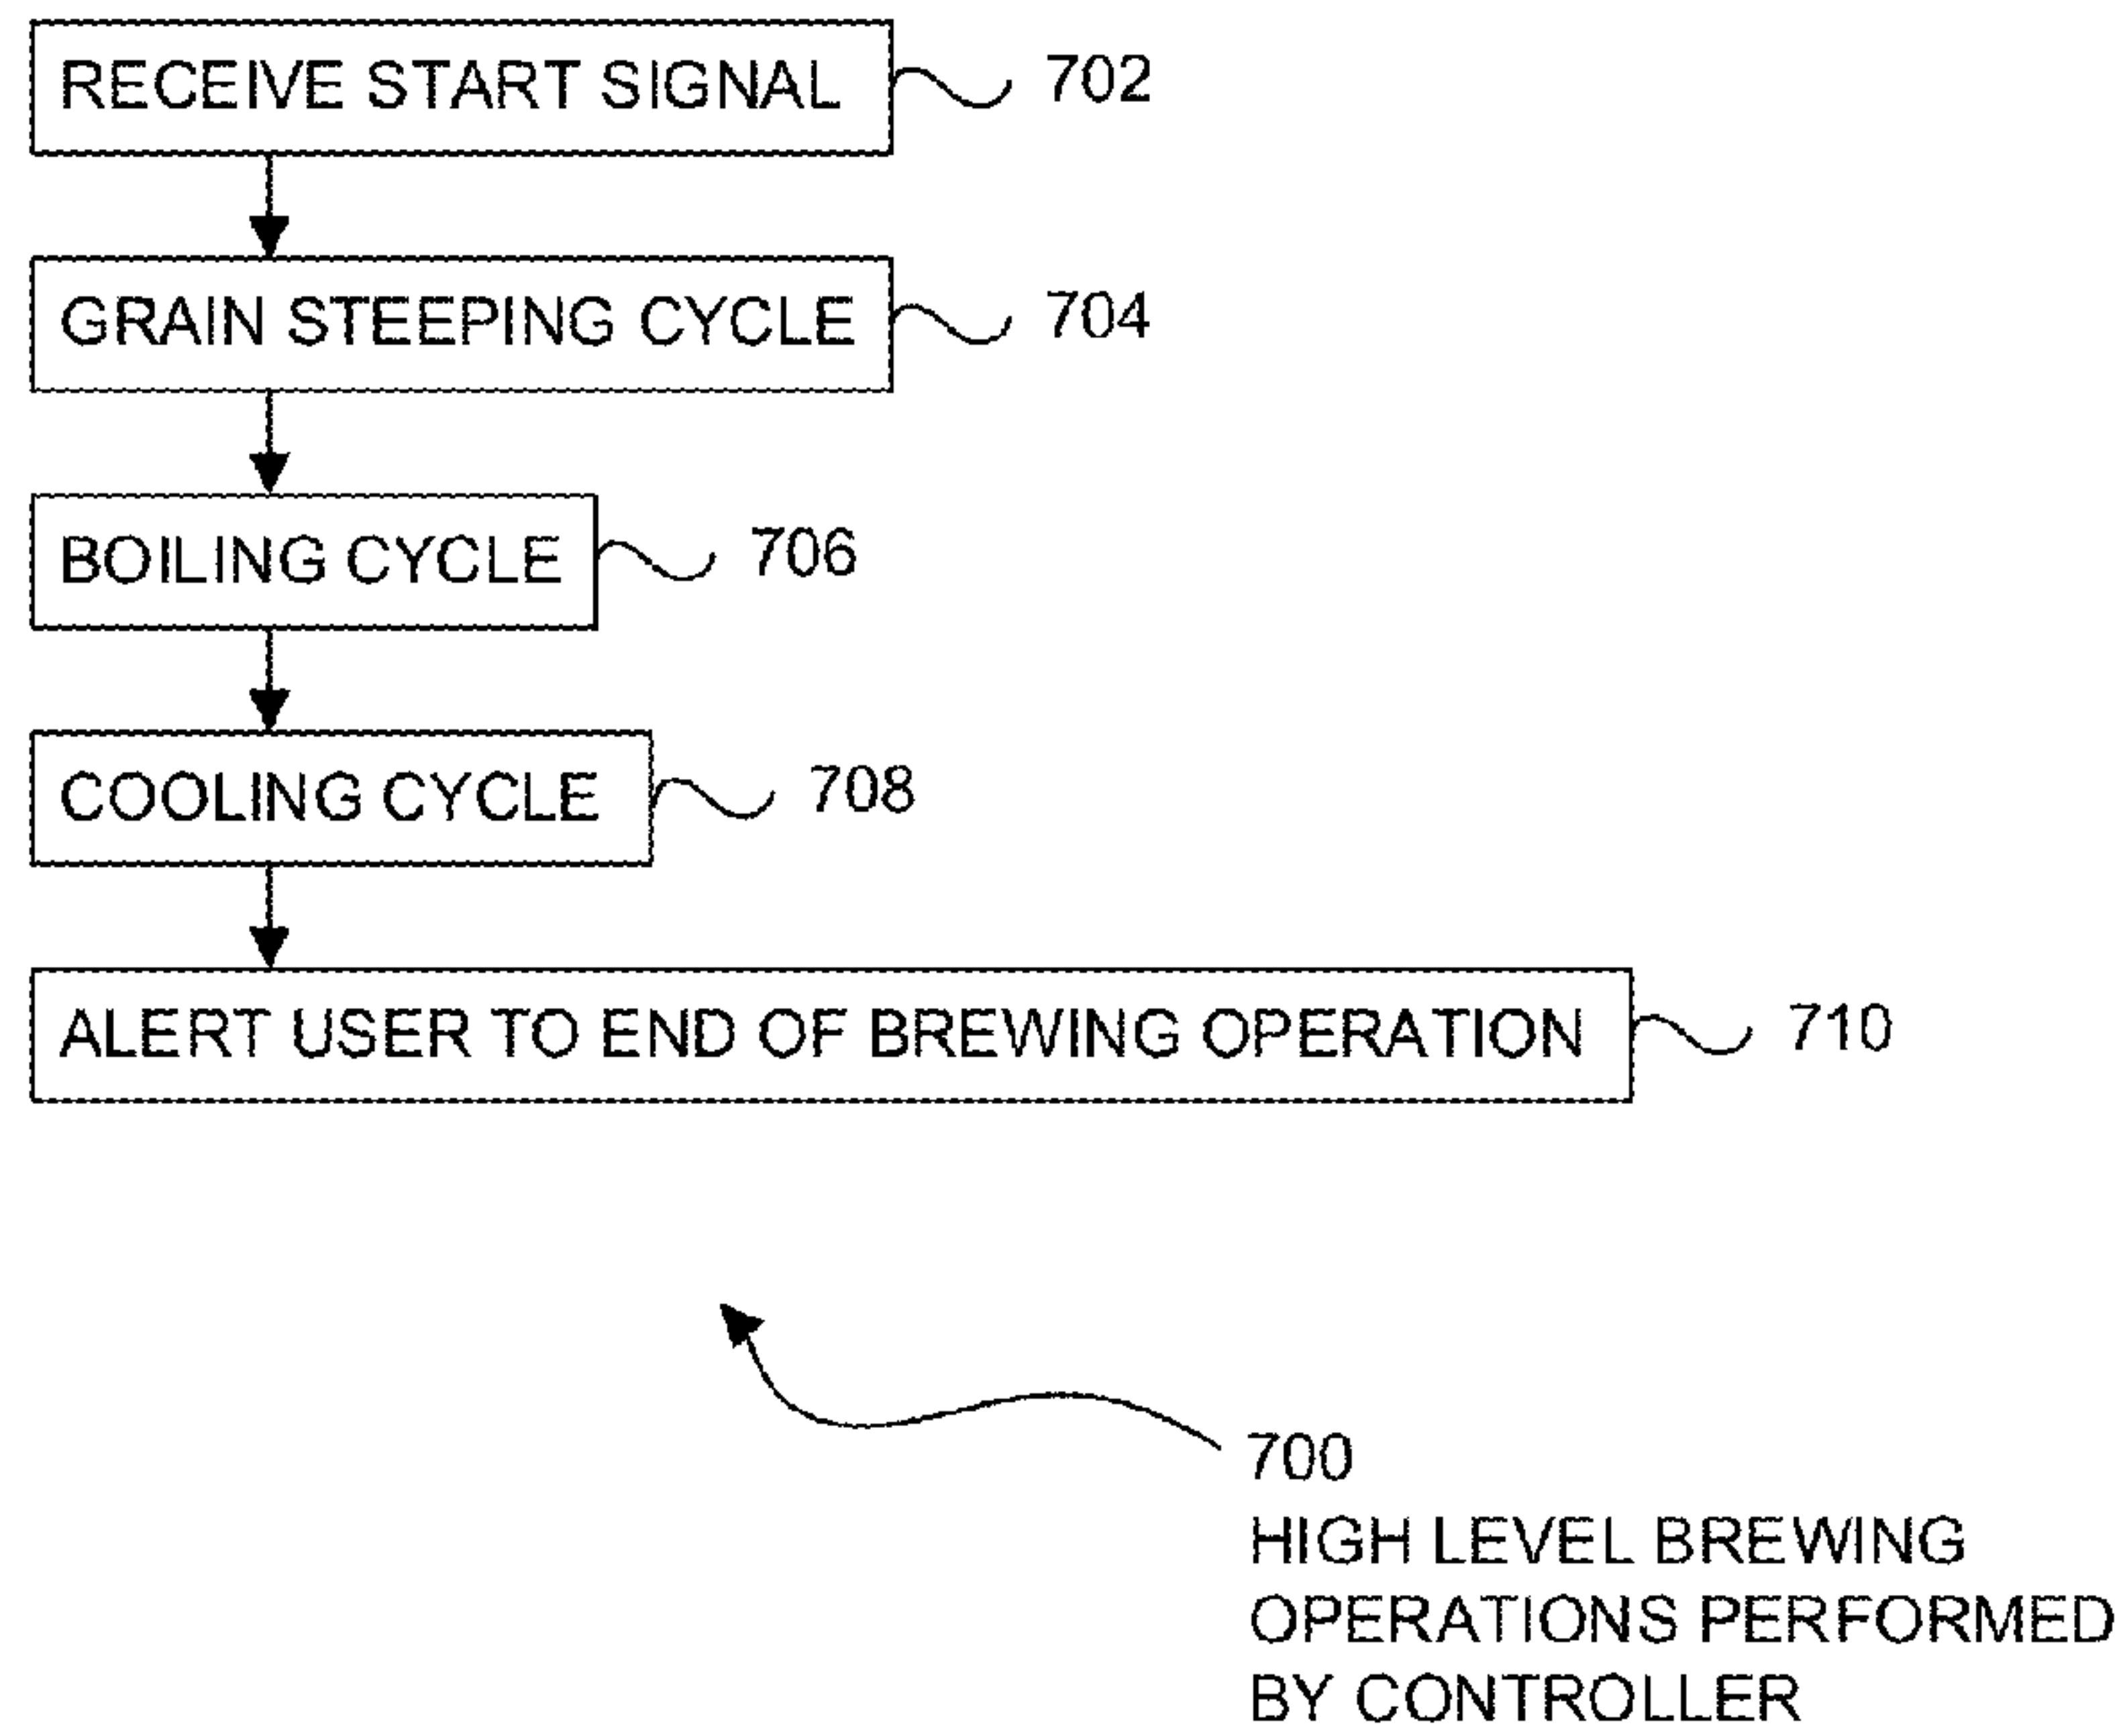 RECEIVE START SIGNAL 702
GRAIN STEEPING CYCLE 704
BOILING CYCLE 706
COOLING CYCLE 708
ALERT USER TO END OF BREWING OPERATION 710
700
HIGH LEVEL BREWING
OPERATIONS PERFORMED
BY CONTROLLER